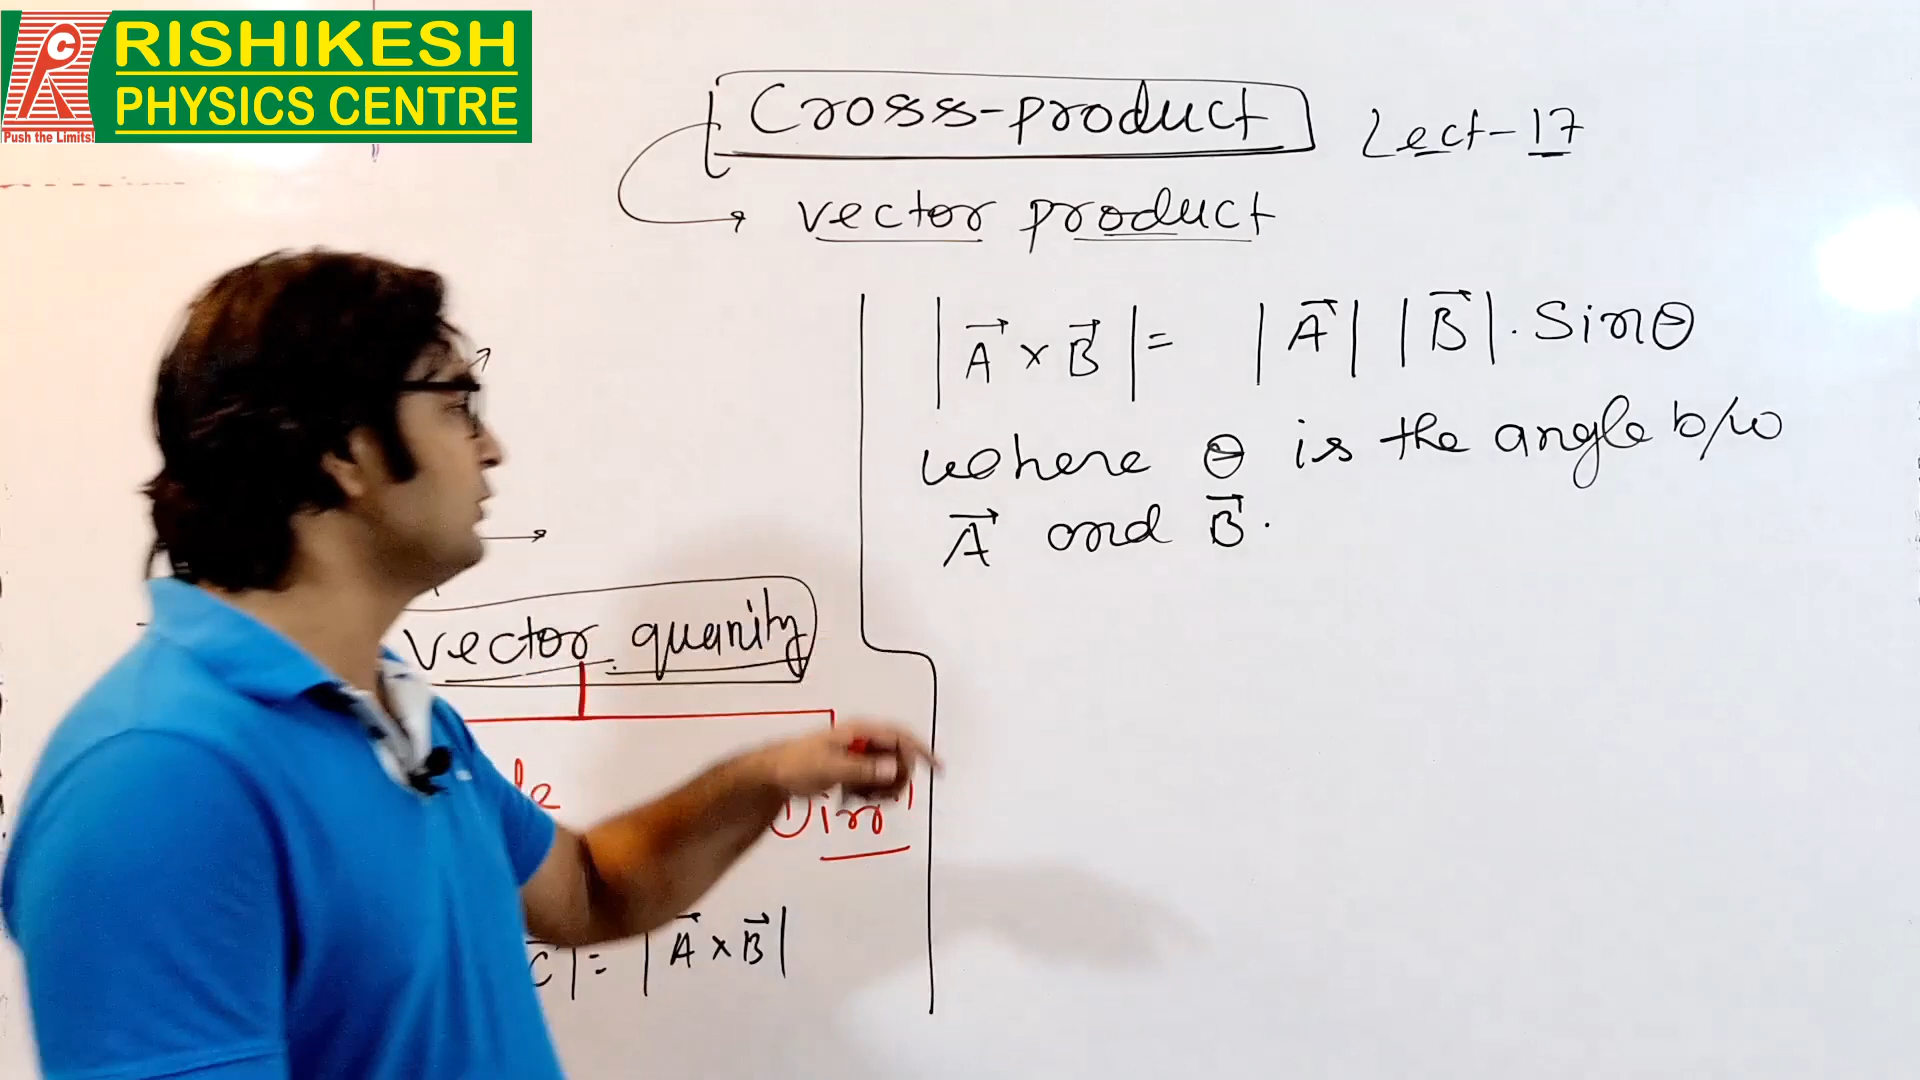 RISHIKESH
PHYSICS CENTRE
Push the Limits!
Cross-product Lect-17
vector product
|A⃗ × B⃗| = |A⃗| |B⃗| . Sinθ
where θ is the angle b/w
A⃗ and B⃗.
vector quanity
Dirr^n
C| = |A⃗ × B⃗|